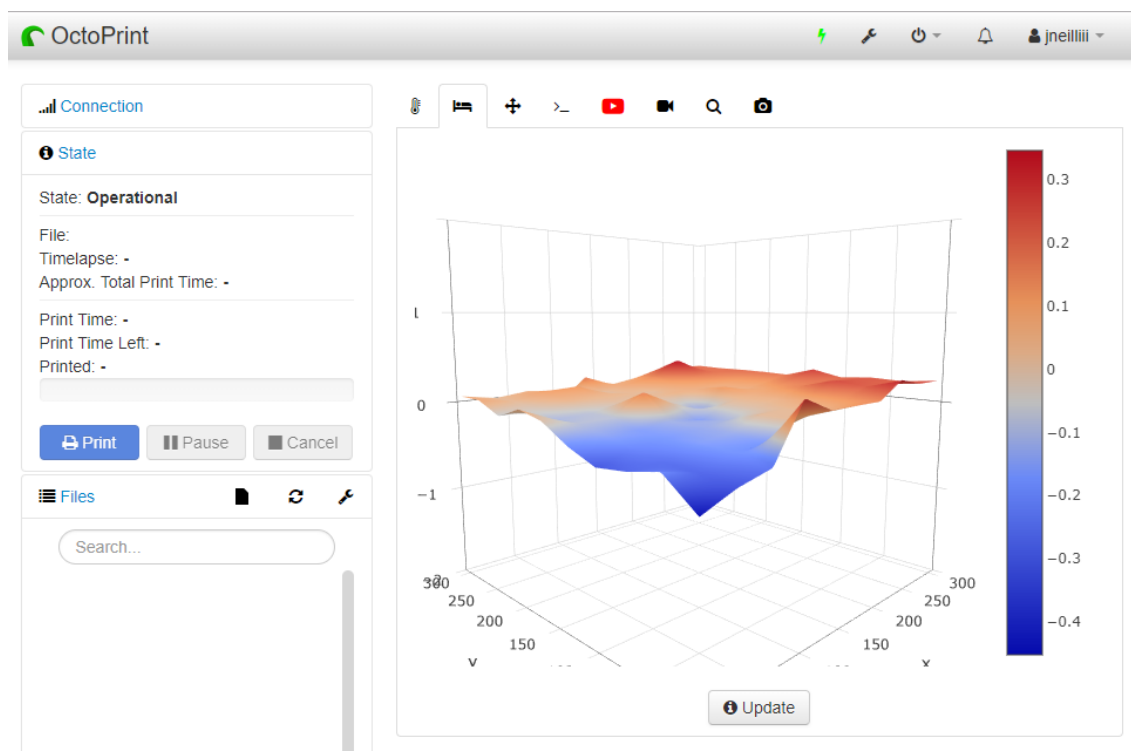 OctoPrint
jneilliii
Connection
State
State: Operational
File:
Timelapse: -
Approx. Total Print Time: -
Print Time: -
Print Time Left: -
Printed: -
Print
Pause
Cancel
Files
Search...
1
0
−1
300
250
200
150
300
250
200
150
x
0.3
0.2
0.1
0
−0.1
−0.2
−0.3
−0.4
Update